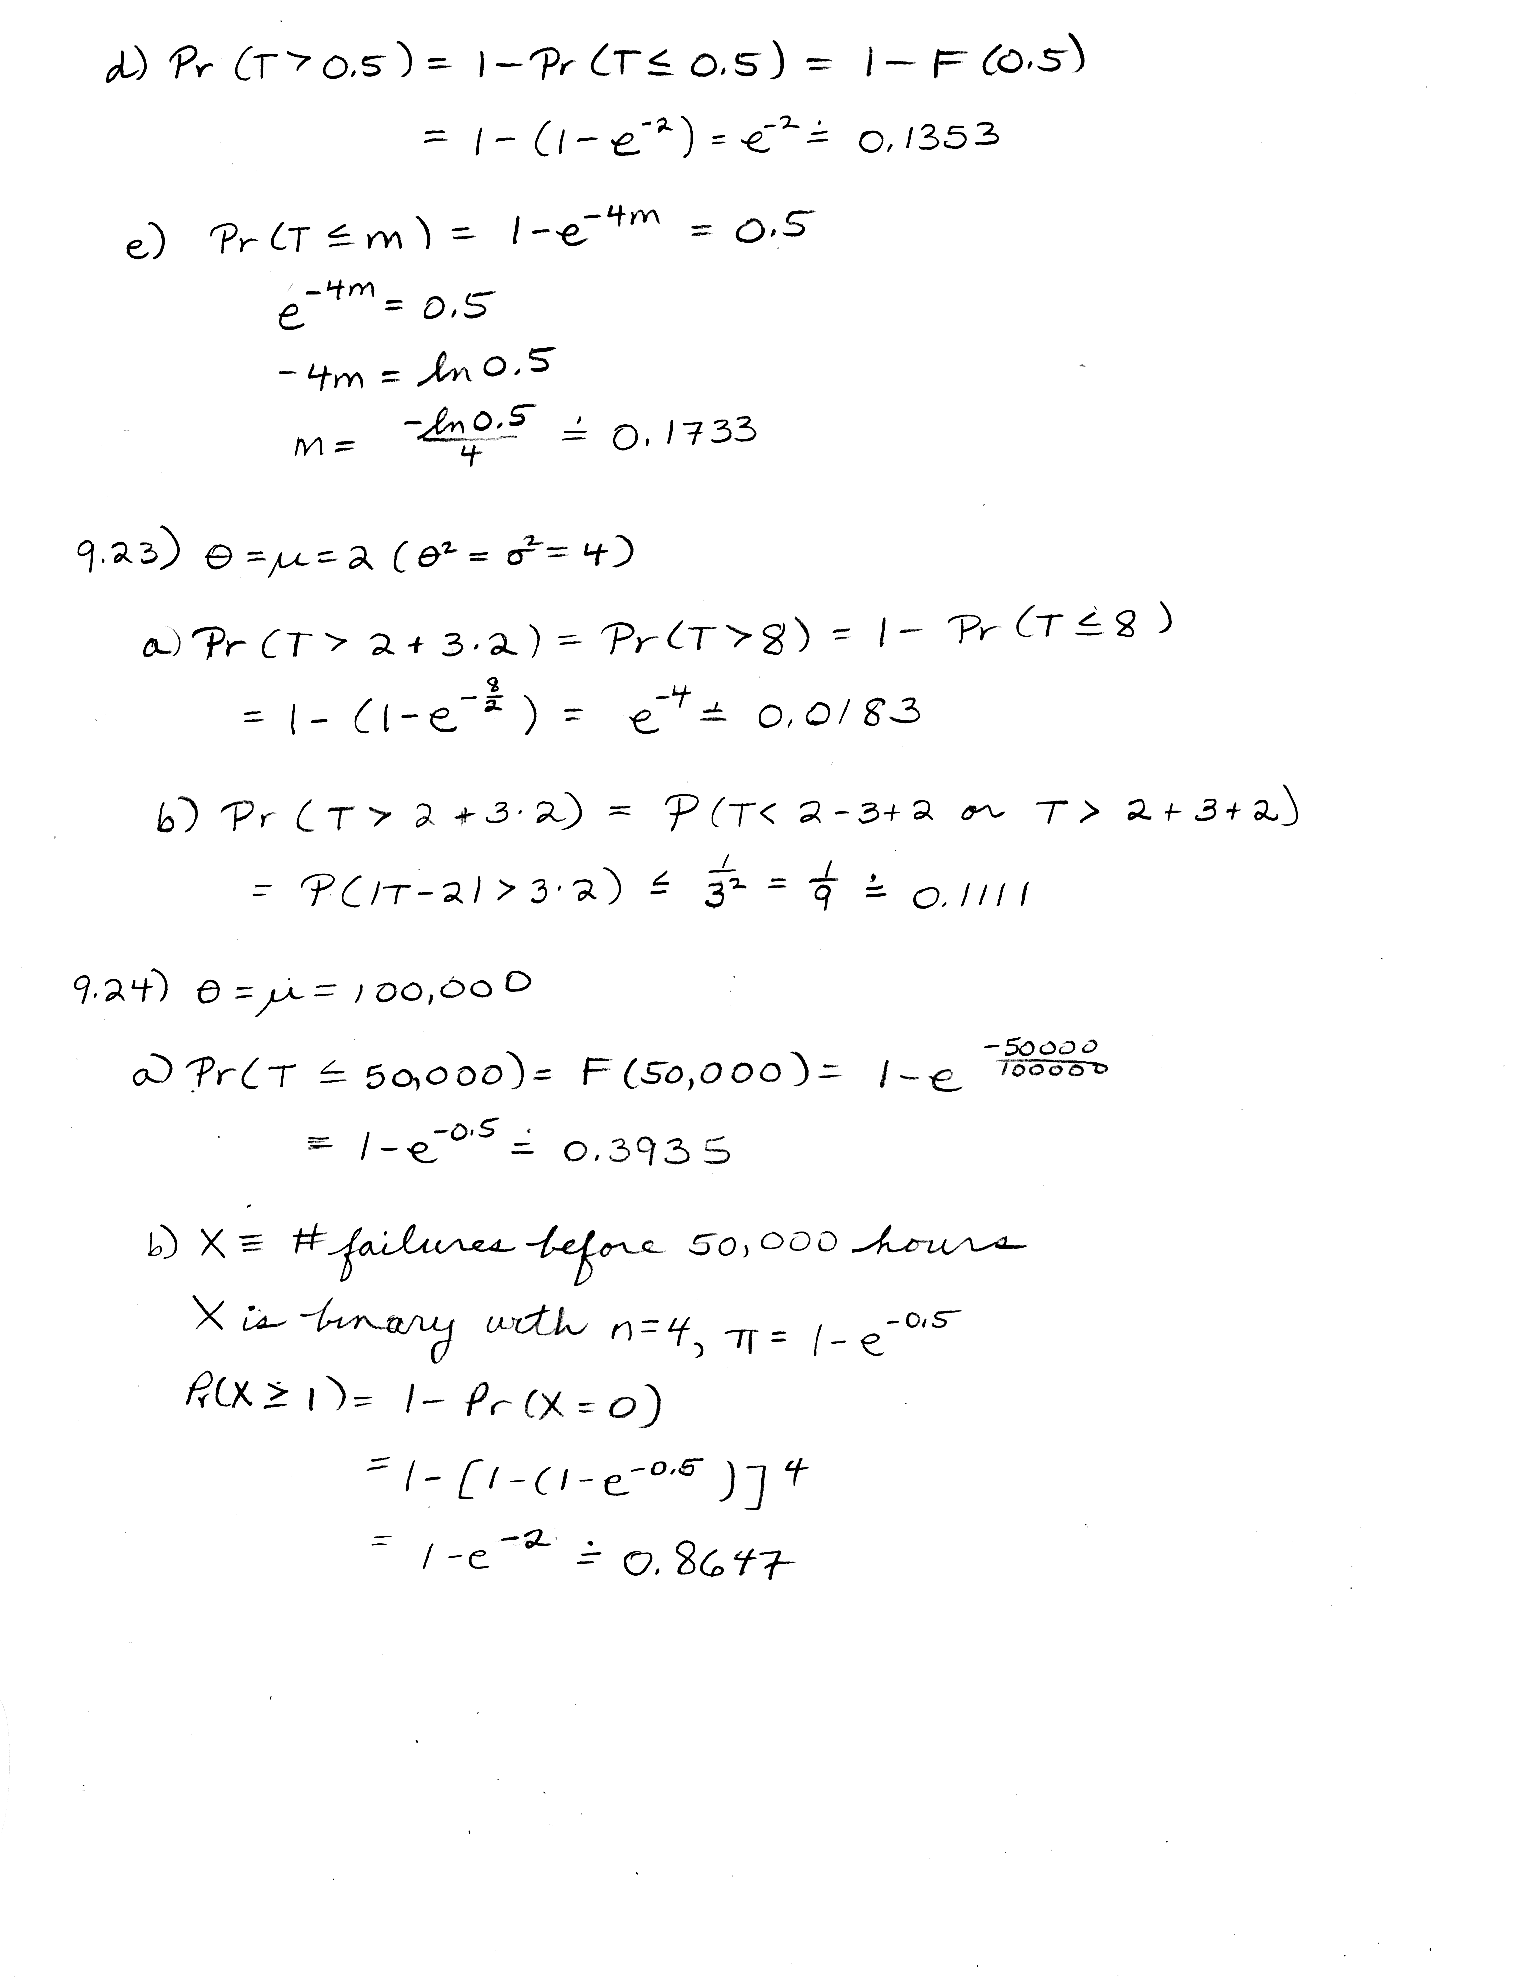 d) Pr (T > 0.5) = 1 - Pr (T ≤ 0.5) = 1 - F (0.5)
= 1 - (1 - e^-2) = e^-2 ≐ 0.1353
e) Pr (T ≤ m) = 1 - e^-4m = 0.5
e^-4m = 0.5
-4m = ln 0.5
m = -ln 0.5 / 4 ≐ 0.1733
9.23) θ = μ = 2 (θ² = σ² = 4)
a) Pr (T > 2 + 3·2) = Pr (T > 8) = 1 - Pr (T ≤ 8)
= 1 - (1 - e^-8/2) = e^-4 ≐ 0.0183
b) Pr (T > 2 + 3·2) = P (T < 2 - 3+2 or T > 2 + 3+2)
= P(|T-2| > 3·2) ≤ 1/3² = 1/9 ≐ 0.1111
9.24) θ = μ = 100,000
a) Pr (T ≤ 50,000) = F (50,000) = 1 - e^-50000/100000
= 1 - e^-0.5 ≐ 0.3935
b) X ≡ # failures before 50,000 hours
X is binary with n=4, π = 1 - e^-0.5
Pr(X ≥ 1) = 1 - Pr (X = 0)
= 1 - [1 - (1 - e^-0.5)]^4
= 1 - e^-2 ≐ 0.8647